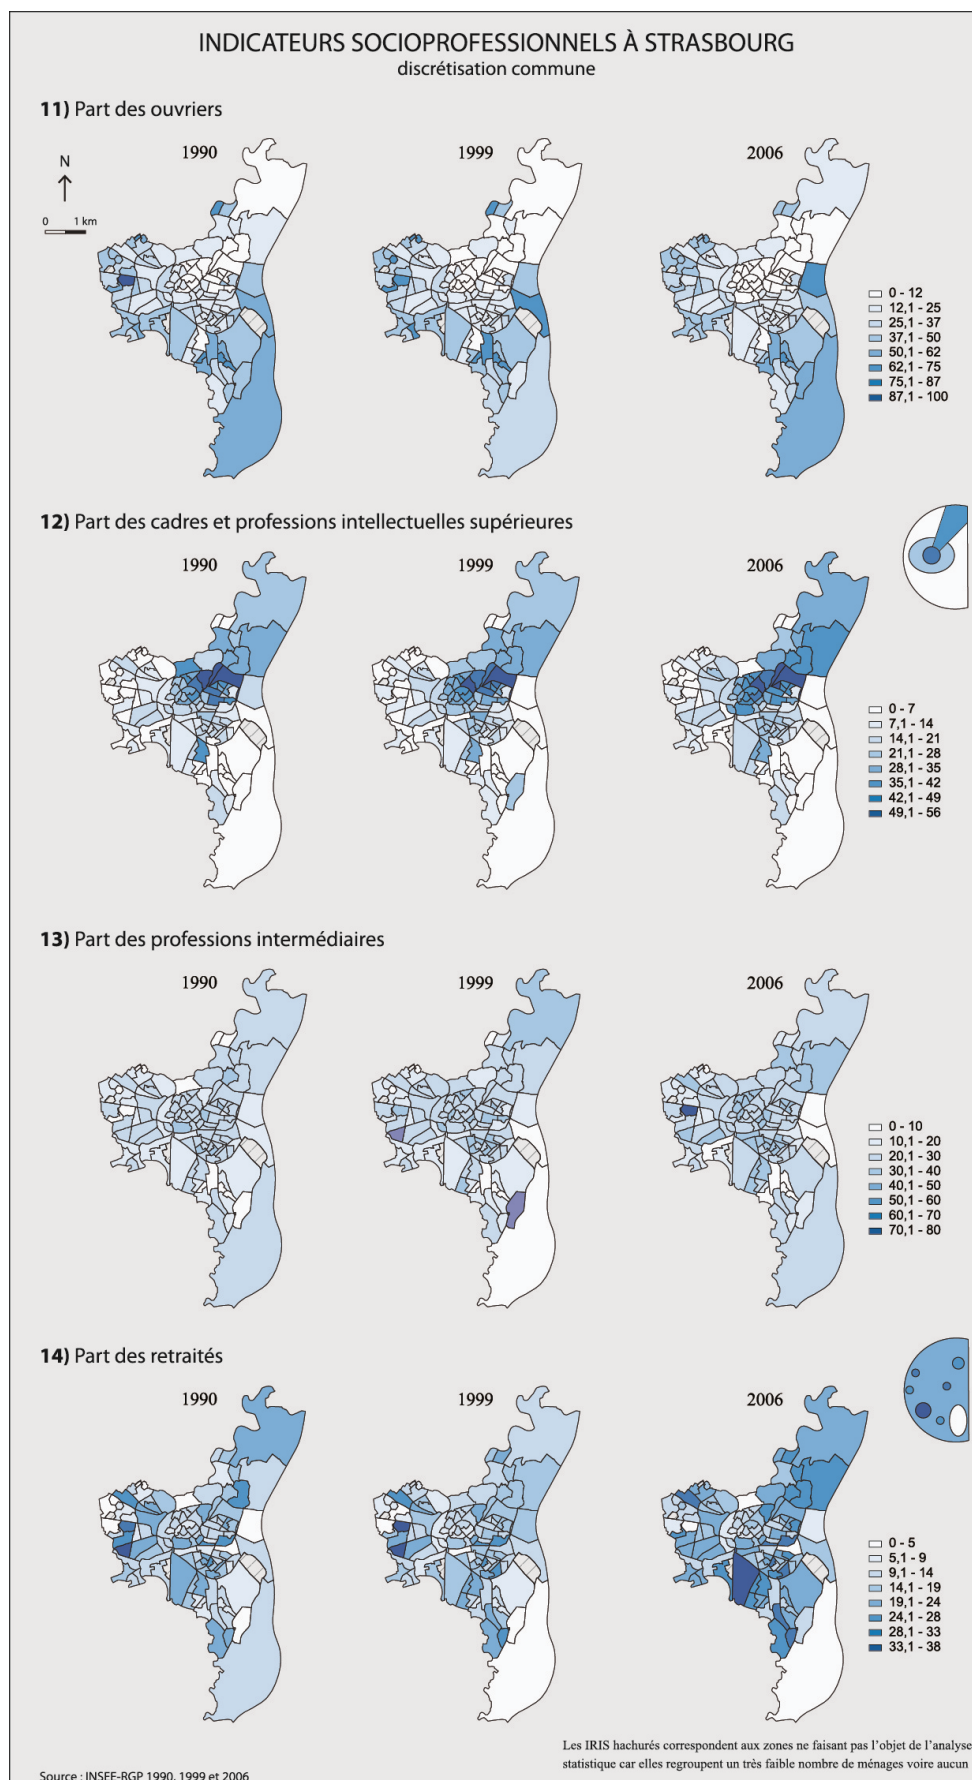 INDICATEURS SOCIOPROFESSIONNELS À STRASBOURG
discrétisation commune
11) Part des ouvriers
1990
1999
2006
N
0 1 km
0 - 12
12,1 - 25
25,1 - 37
37,1 - 50
50,1 - 62
62,1 - 75
75,1 - 87
87,1 - 100
12) Part des cadres et professions intellectuelles supérieures
1990
1999
2006
0 - 7
7,1 - 14
14,1 - 21
21,1 - 28
28,1 - 35
35,1 - 42
42,1 - 49
49,1 - 56
13) Part des professions intermédiaires
1990
1999
2006
0 - 10
10,1 - 20
20,1 - 30
30,1 - 40
40,1 - 50
50,1 - 60
60,1 - 70
70,1 - 80
14) Part des retraités
1990
1999
2006
0 - 5
5,1 - 9
9,1 - 14
14,1 - 19
19,1 - 24
24,1 - 28
28,1 - 33
33,1 - 38
Les IRIS hachurés correspondent aux zones ne faisant pas l'objet de l'analyse
statistique car elles regroupent un très faible nombre de ménages voire aucun
Source : INSEE-RGP 1990, 1999 et 2006